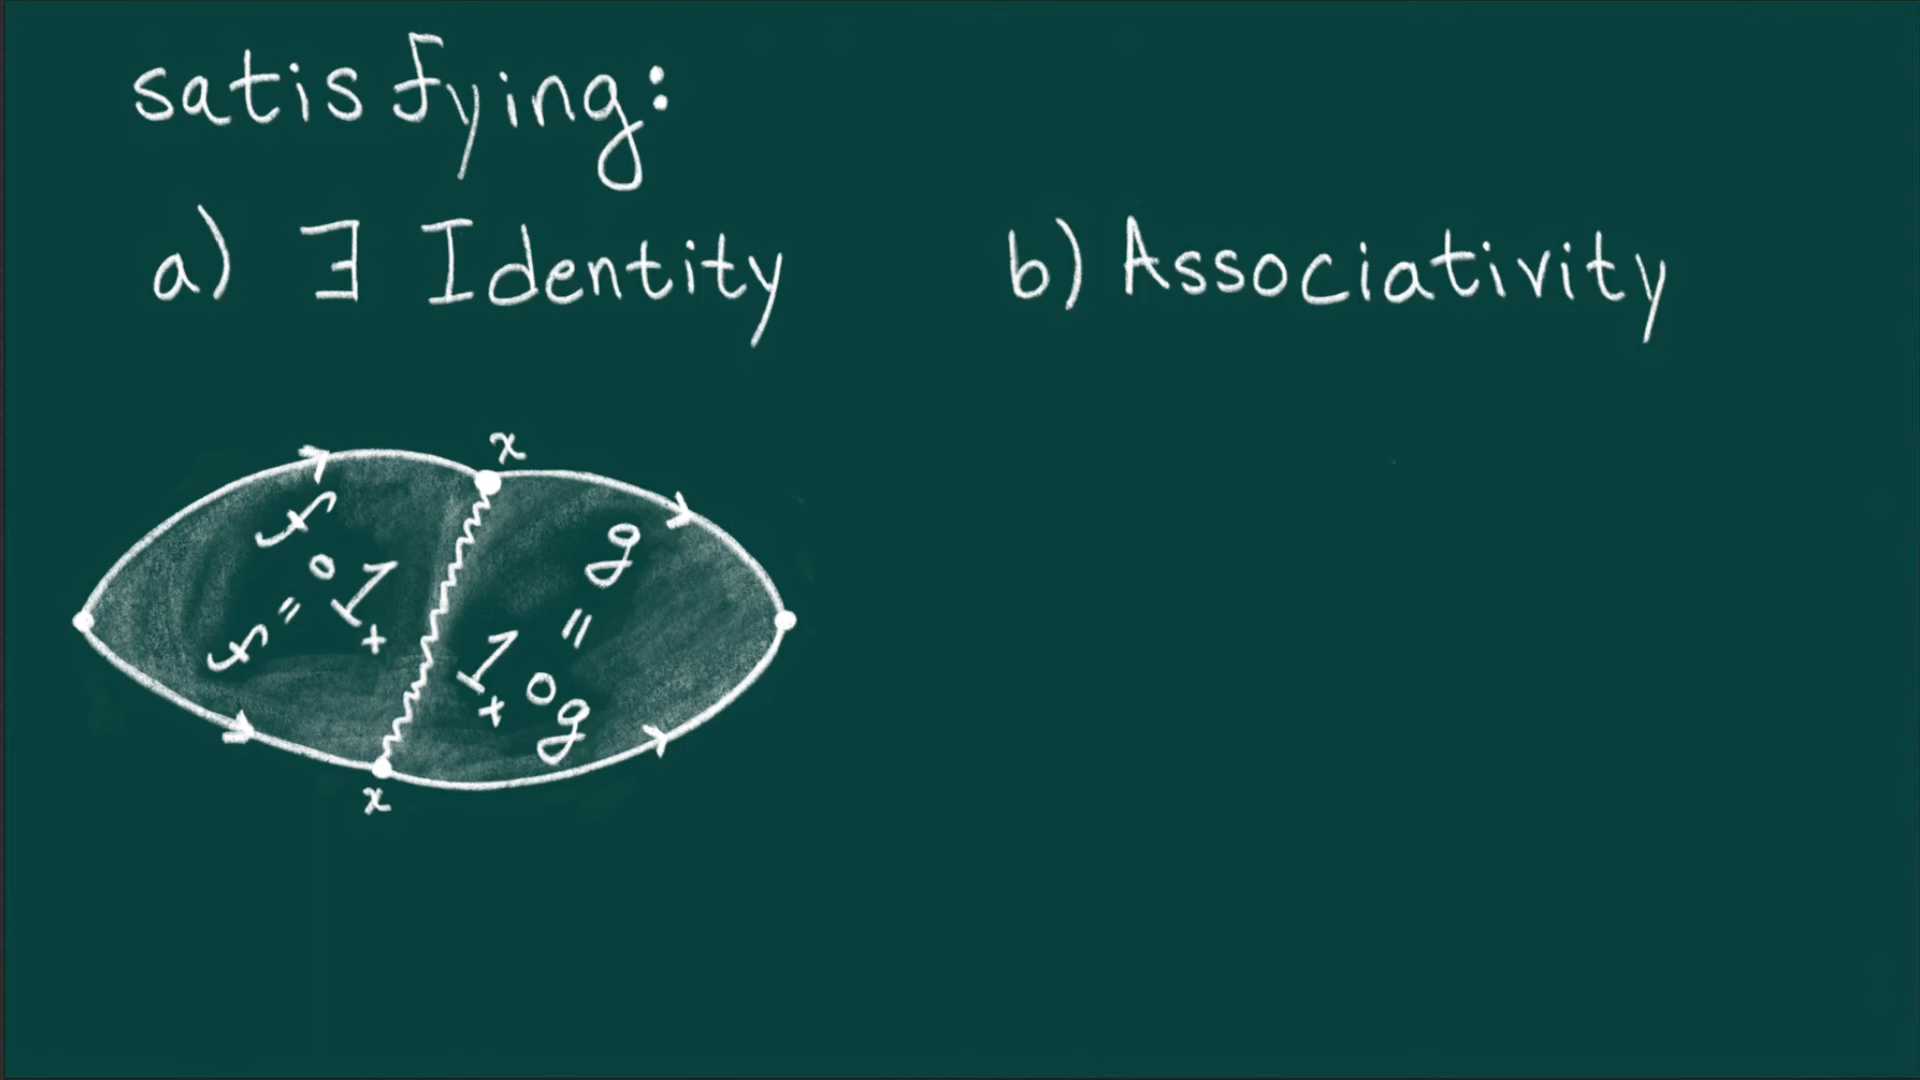 satisfying:
a) ∃ Identity
b) Associativity
x
f = f ∘ 1ₓ
1ₓ ∘ g = g
x